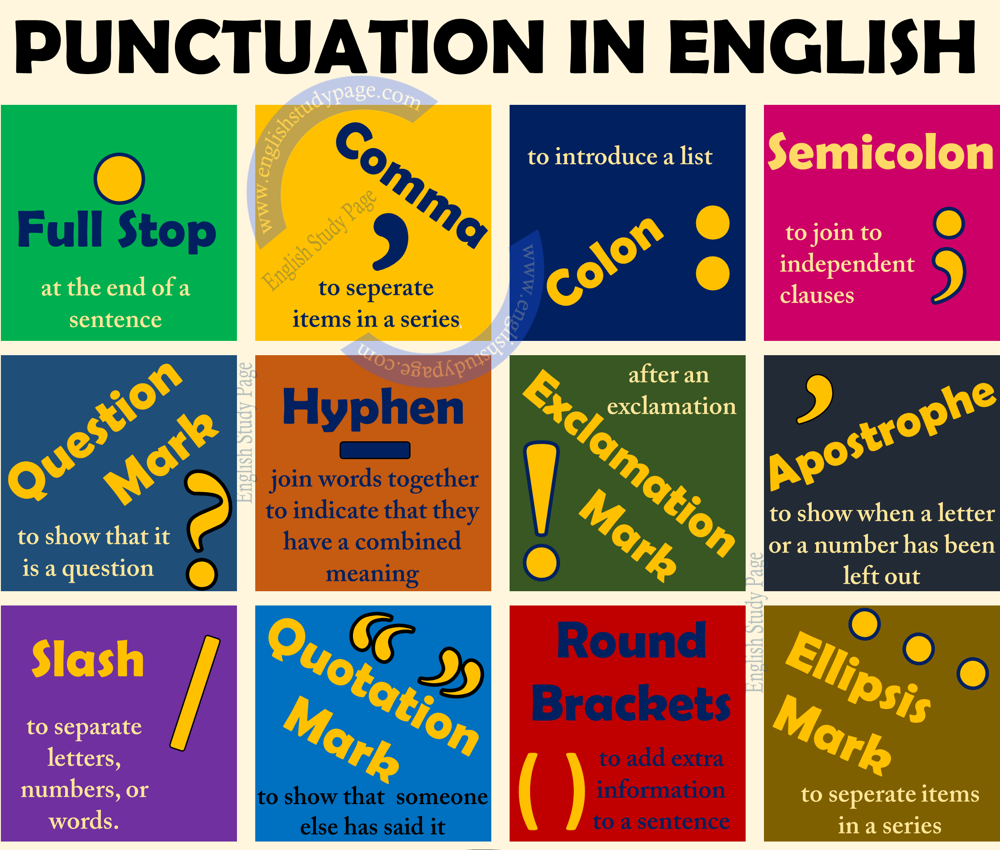 PUNCTUATION IN ENGLISH
Full Stop
at the end of a
sentence
Comma
,
to seperate
items in a series,
to introduce a list
Colon
:
Semicolon
;
to join to
independent
clauses
Question
Mark
?
to show that it
is a question
Hyphen
-
join words together
to indicate that they
have a combined
meaning
after an
exclamation
Exclamation
Mark
!
’
Apostrophe
to show when a letter
or a number has been
left out
Slash
/
to separate
letters,
numbers, or
words.
“ ”
Quotation
Mark
to show that someone
else has said it
Round
Brackets
( )
to add extra
information
to a sentence
...
Ellipsis
Mark
to seperate items
in a series
www.englishstudypage.com
English Study Page
www.englishstudypage.com
English Study Page
English Study Page